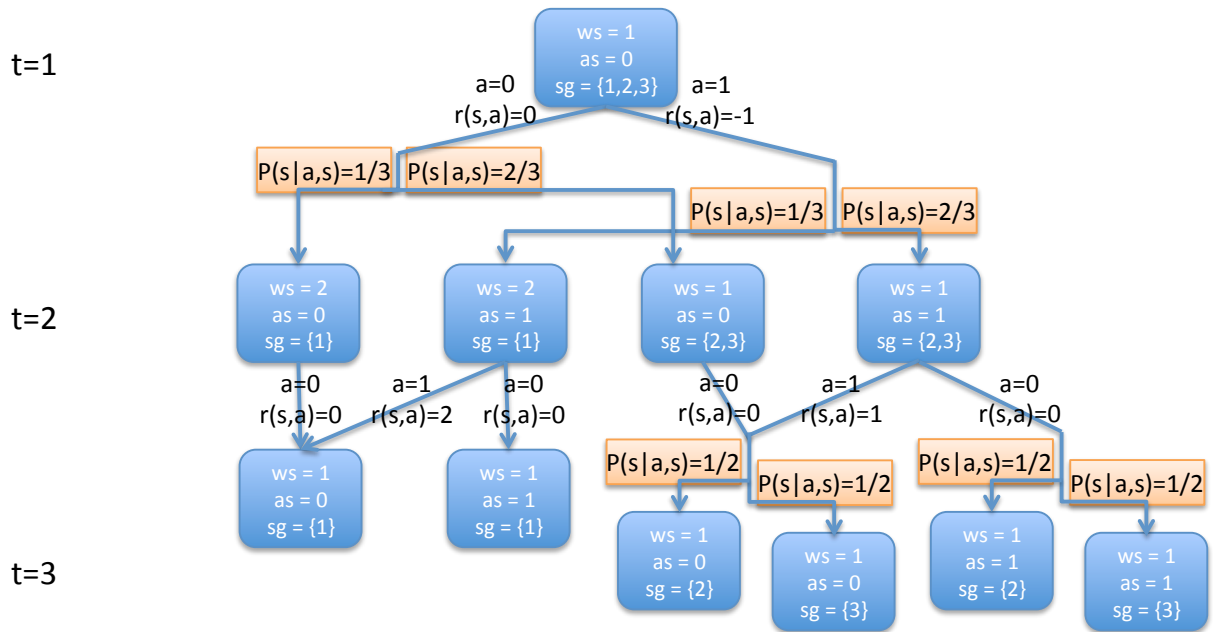 t=1
ws = 1
as = 0
sg = {1,2,3}
a=0
r(s,a)=0
a=1
r(s,a)=-1
P(s|a,s)=1/3
P(s|a,s)=2/3
P(s|a,s)=1/3
P(s|a,s)=2/3
t=2
ws = 2
as = 0
sg = {1}
ws = 2
as = 1
sg = {1}
ws = 1
as = 0
sg = {2,3}
ws = 1
as = 1
sg = {2,3}
a=0
r(s,a)=0
a=1
r(s,a)=2
a=0
r(s,a)=0
a=0
r(s,a)=0
a=1
r(s,a)=1
a=0
r(s,a)=0
P(s|a,s)=1/2
P(s|a,s)=1/2
P(s|a,s)=1/2
P(s|a,s)=1/2
t=3
ws = 1
as = 0
sg = {1}
ws = 1
as = 1
sg = {1}
ws = 1
as = 0
sg = {2}
ws = 1
as = 0
sg = {3}
ws = 1
as = 1
sg = {2}
ws = 1
as = 1
sg = {3}